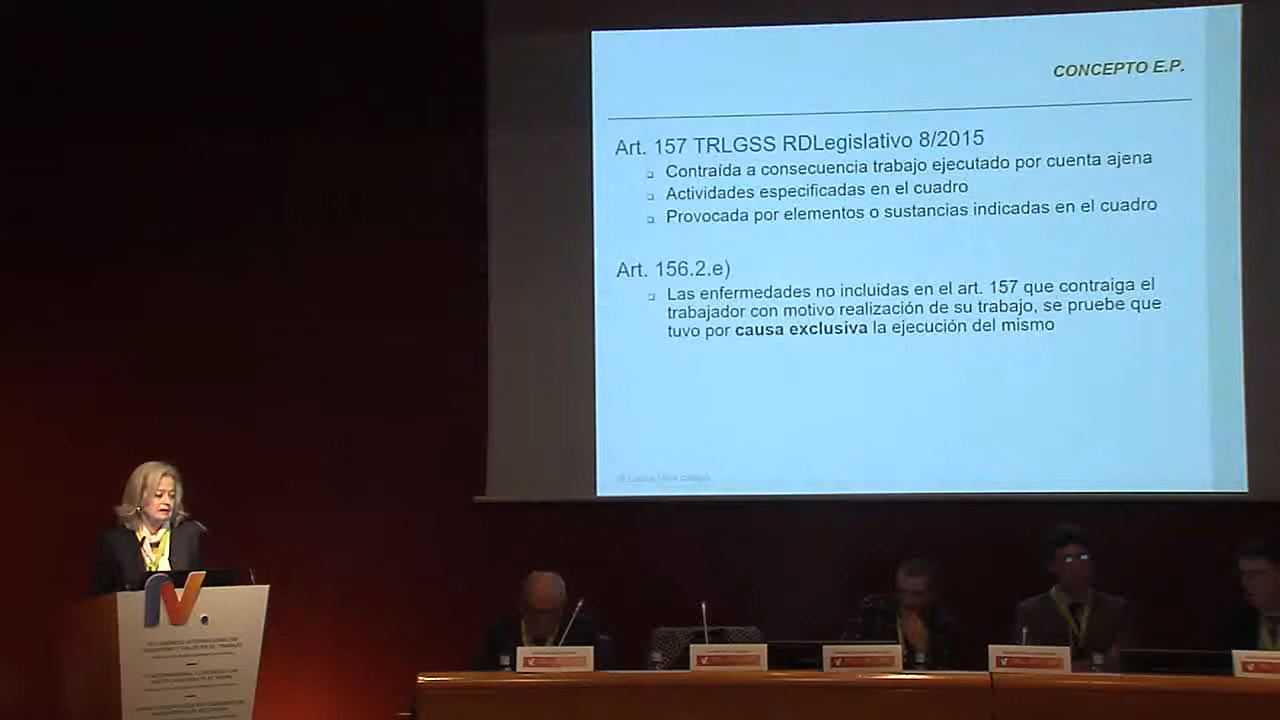 CONCEPTO E.P.
Art. 157 TRLGSS RDLegislativo 8/2015
Contraída a consecuencia trabajo ejecutado por cuenta ajena
Actividades especificadas en el cuadro
Provocada por elementos o sustancias indicadas en el cuadro
Art. 156.2.e)
Las enfermedades no incluidas en el art. 157 que contraiga el
trabajador con motivo realización de su trabajo, se pruebe que
tuvo por causa exclusiva la ejecución del mismo